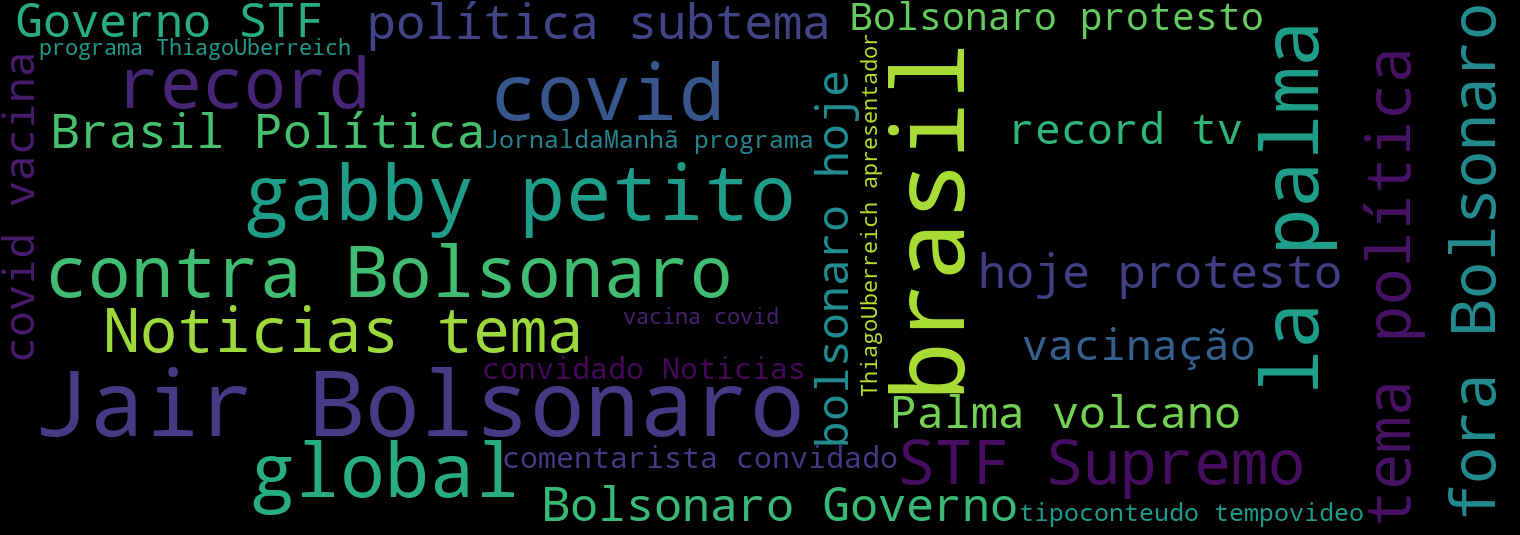 Governo STF
política subtema
Bolsonaro protesto
programa ThiagoUberreich
record
covid
Brasil Política
JornaldaManhã programa
record tv
gabby petito
contra Bolsonaro
hoje protesto
Noticias tema
vacina covid
vacinação
convidado Noticias
Jair Bolsonaro
Palma volcano
global
comentarista convidado
STF Supremo
Bolsonaro Governo
tipoconteudo tempovideo
covid vacina
bolsonaro hoje
ThiagoUberreich apresentador
brasil
la palma
tema política
fora Bolsonaro